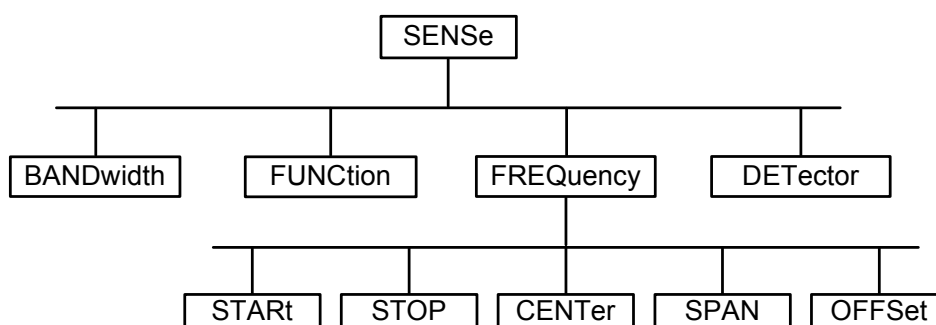 SENSe
BANDwidth FUNCtion FREQuency DETector
STARt STOP CENTer SPAN OFFSet